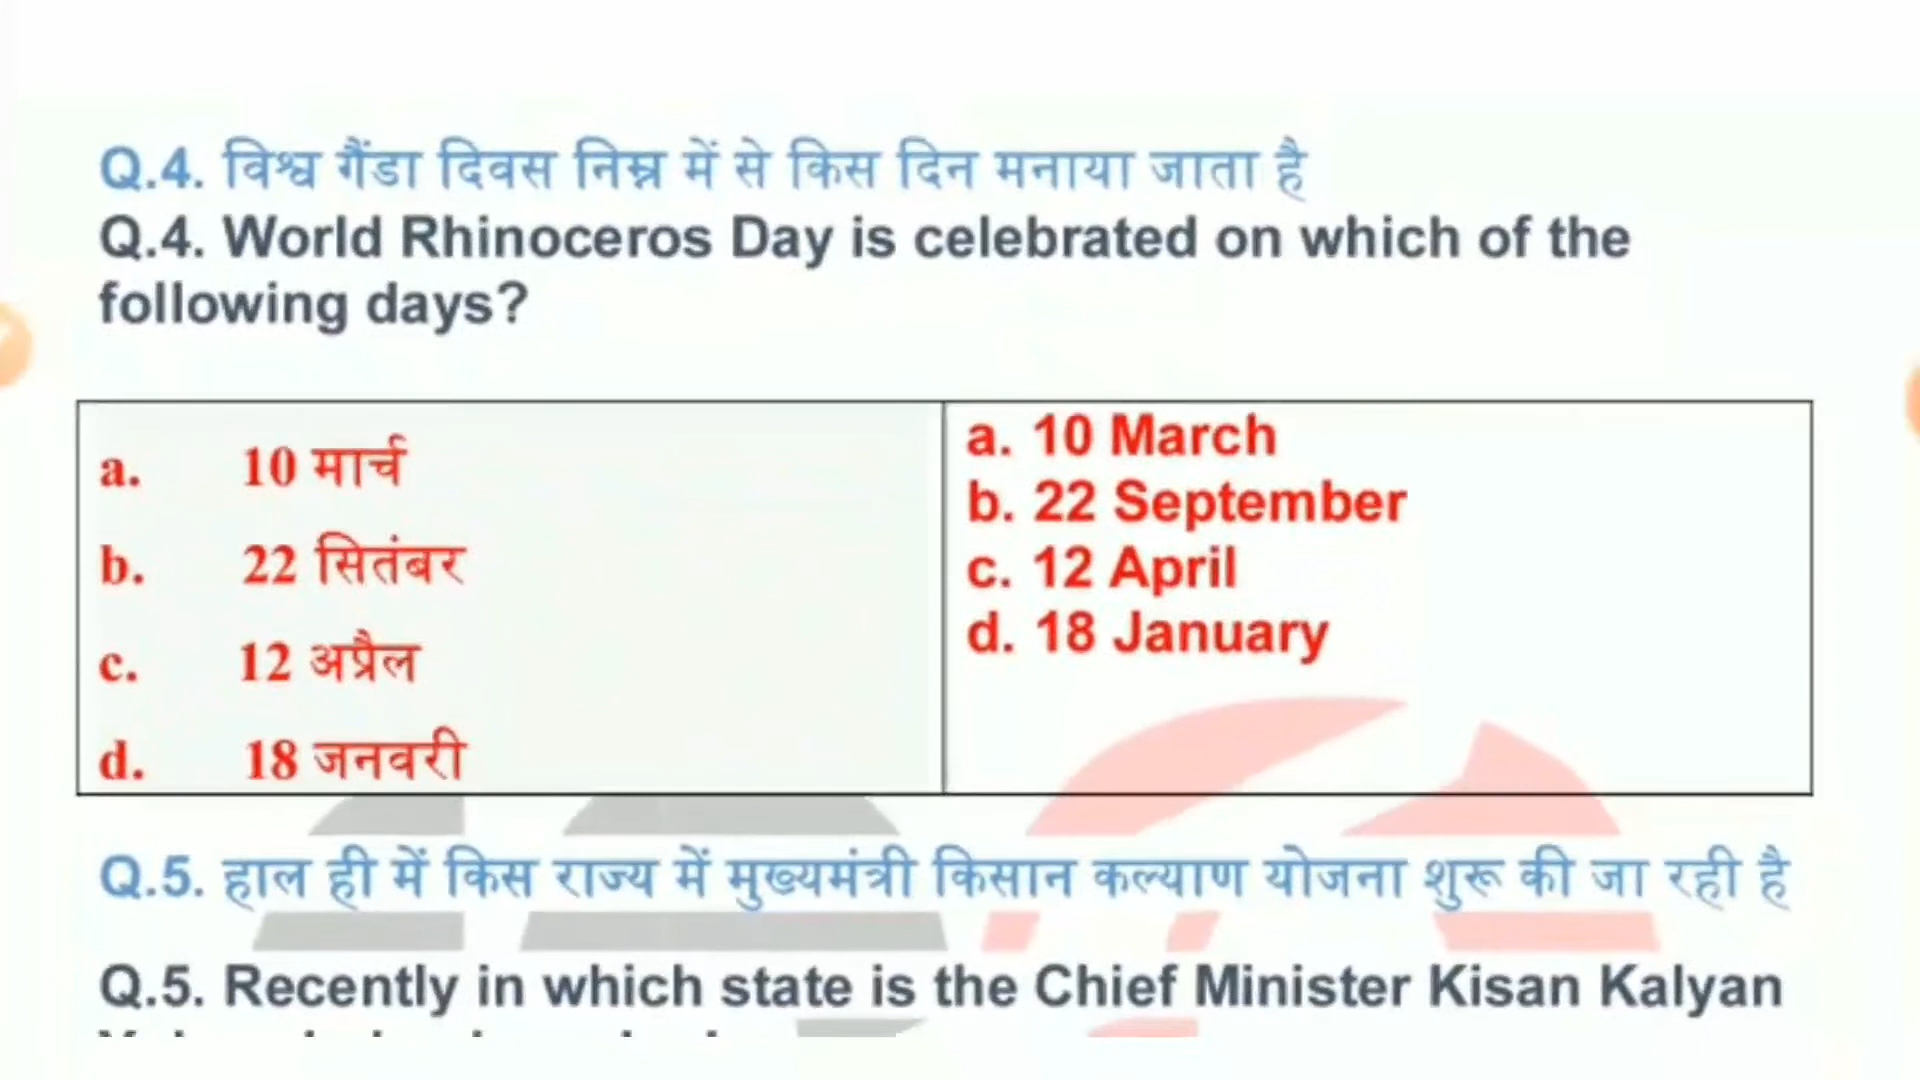 Q.4. विश्व गैंडा दिवस निम्न में से किस दिन मनाया जाता है
Q.4. World Rhinoceros Day is celebrated on which of the
following days?
a. 10 मार्च
b. 22 सितंबर
c. 12 अप्रैल
d. 18 जनवरी
a. 10 March
b. 22 September
c. 12 April
d. 18 January
Q.5. हाल ही में किस राज्य में मुख्यमंत्री किसान कल्याण योजना शुरू की जा रही है
Q.5. Recently in which state is the Chief Minister Kisan Kalyan